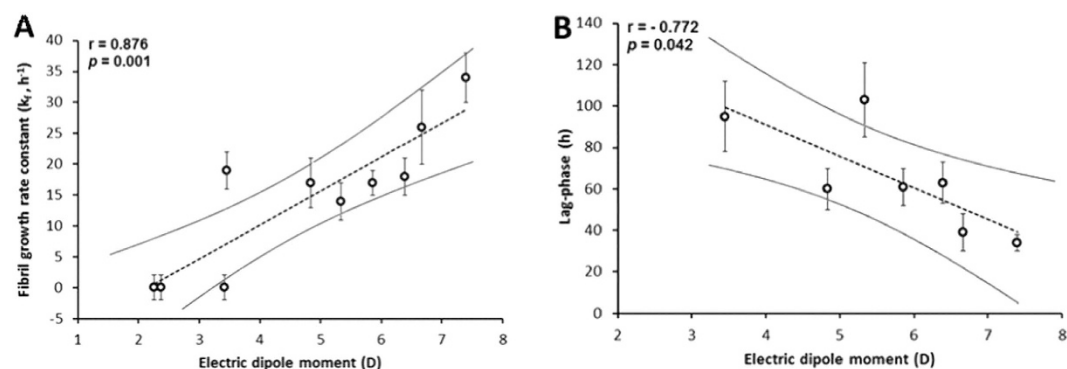 A
r = 0.876
p = 0.001
40
35
30
25
20
15
10
5
0
-5
1 2 3 4 5 6 7 8
Fibril growth rate constant (kf , h-1)
Electric dipole moment (D)
B
r = - 0.772
p = 0.042
140
120
100
80
60
40
20
0
2 3 4 5 6 7 8
Lag-phase (h)
Electric dipole moment (D)